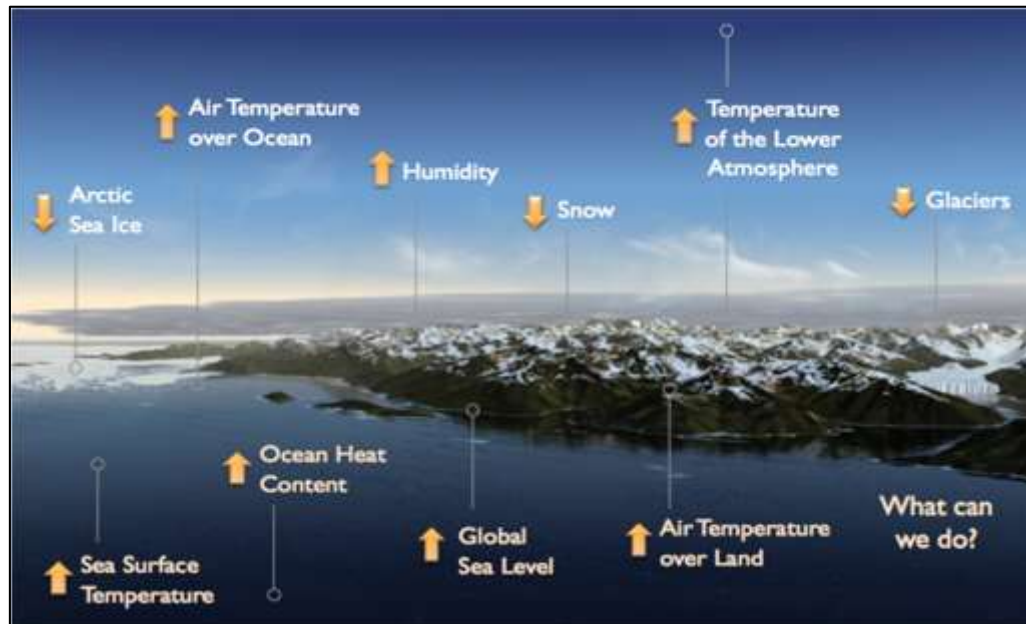 Air Temperature
over Ocean
Temperature
of the Lower
Atmosphere
Humidity
Arctic
Sea Ice
Snow
Glaciers
Ocean Heat
Content
What can
we do?
Global
Sea Level
Air Temperature
over Land
Sea Surface
Temperature